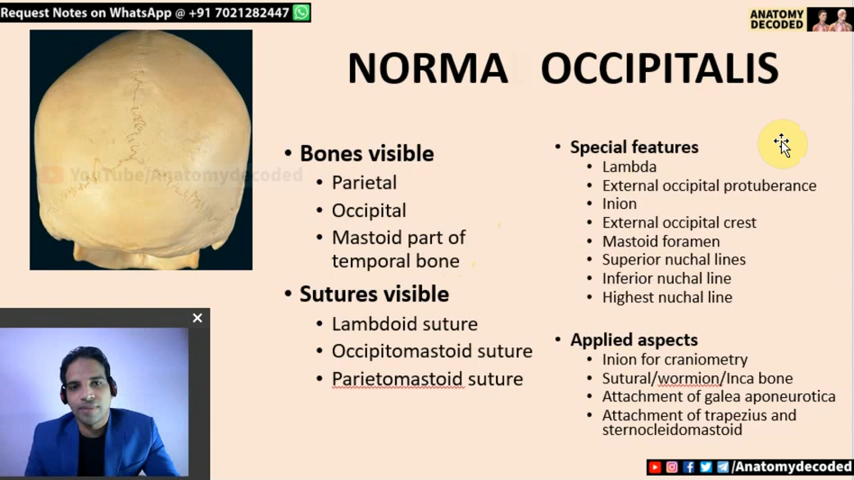 Request Notes on WhatsApp @ +91 7021282447
ANATOMY
DECODED
NORMA OCCIPITALIS
YouTube/Anatomydecoded
• Bones visible
• Parietal
• Occipital
• Mastoid part of
temporal bone
• Sutures visible
• Lambdoid suture
• Occipitomastoid suture
• Parietomastoid suture
• Special features
• Lambda
• External occipital protuberance
• Inion
• External occipital crest
• Mastoid foramen
• Superior nuchal lines
• Inferior nuchal line
• Highest nuchal line
• Applied aspects
• Inion for craniometry
• Sutural/wormion/Inca bone
• Attachment of galea aponeurotica
• Attachment of trapezius and
sternocleidomastoid
/Anatomydecoded